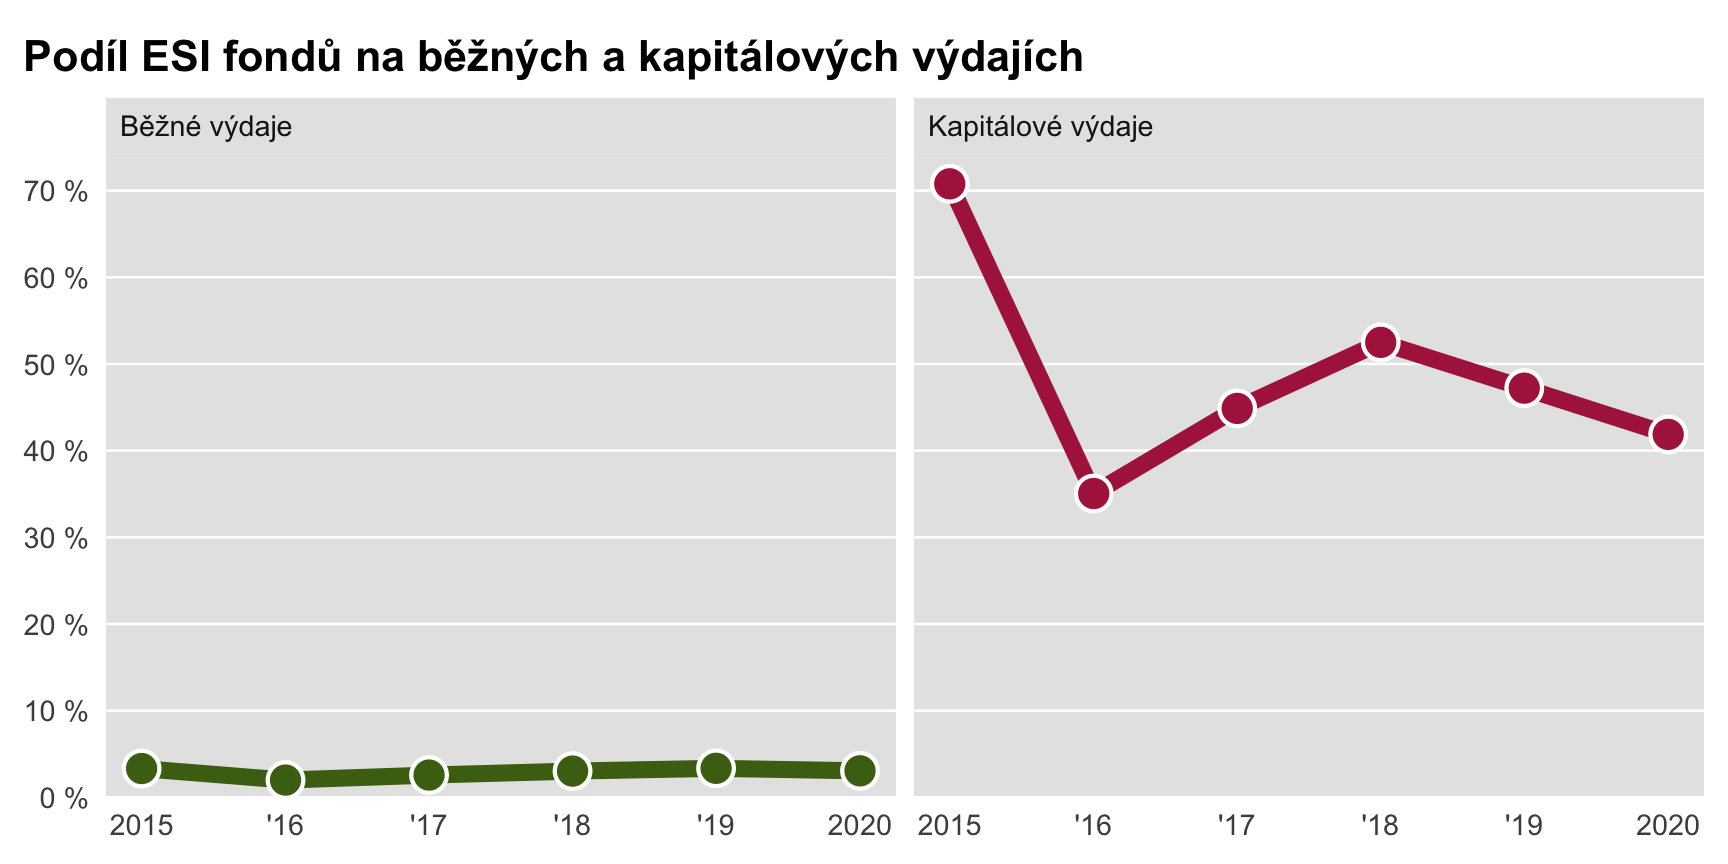 Podíl ESI fondů na běžných a kapitálových výdajích
Běžné výdaje
Kapitálové výdaje
70 %
60 %
50 %
40 %
30 %
20 %
10 %
0 %
2015 '16 '17 '18 '19 2020
2015 '16 '17 '18 '19 2020